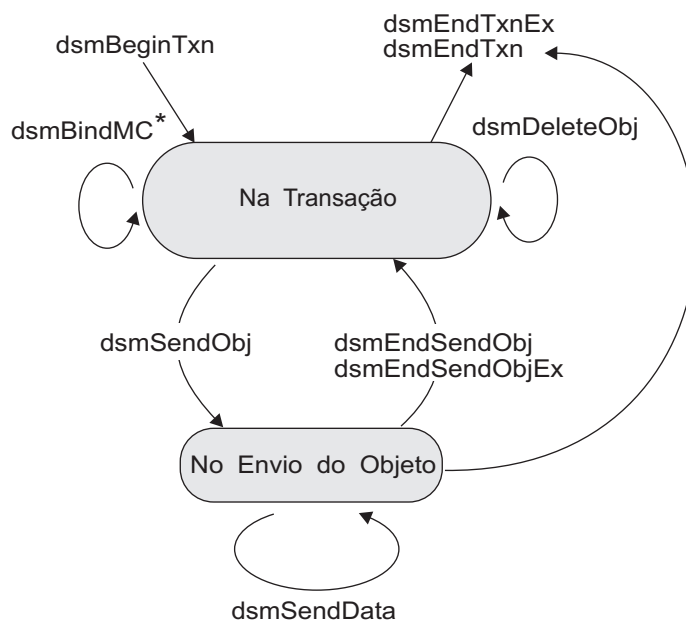 dsmBeginTxn
dsmEndTxnEx
dsmEndTxn
dsmBindMC*
dsmDeleteObj
Na Transação
dsmSendObj
dsmEndSendObj
dsmEndSendObjEx
No Envio do Objeto
dsmSendData